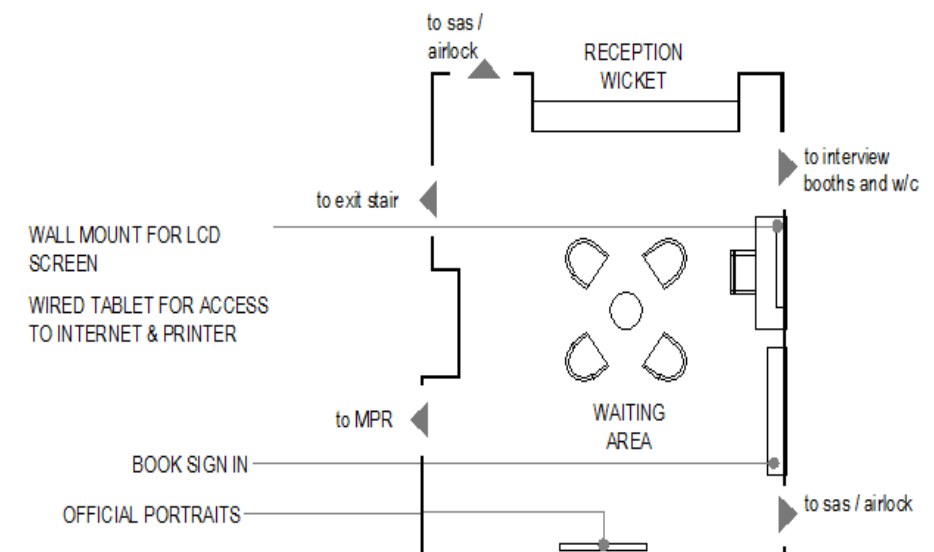 to sas /
airlock
RECEPTION
WICKET
to interview
booths and w/c
to exit stair
WALL MOUNT FOR LCD
SCREEN
WIRED TABLET FOR ACCESS
TO INTERNET & PRINTER
to MPR
WAITING
AREA
BOOK SIGN IN
to sas / airlock
OFFICIAL PORTRAITS